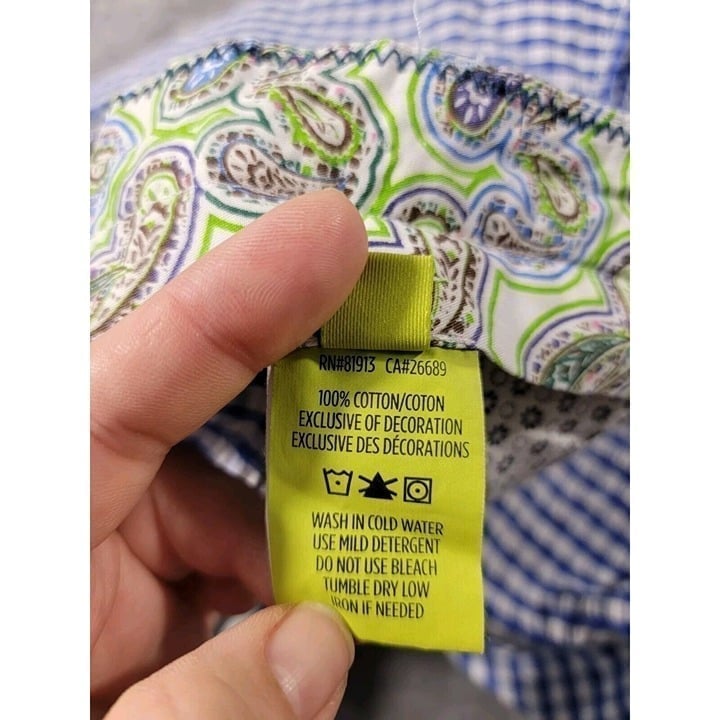 RN#81913 CA#26689
100% COTTON/COTON
EXCLUSIVE OF DECORATION
EXCLUSIVE DES DÉCORATIONS
WASH IN COLD WATER
USE MILD DETERGENT
DO NOT USE BLEACH
TUMBLE DRY LOW
IRON IF NEEDED